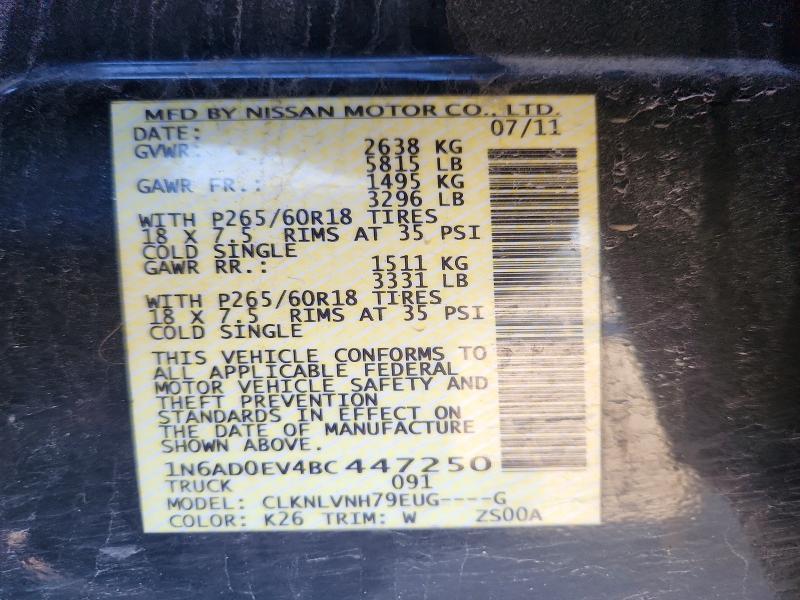 MFD BY NISSAN MOTOR CO., LTD.
DATE: 07/11
GVWR: 2638 KG
5815 LB
GAWR FR.: 1495 KG
3296 LB
WITH P265/60R18 TIRES
18 X 7.5 RIMS AT 35 PSI
COLD SINGLE
GAWR RR.: 1511 KG
3331 LB
WITH P265/60R18 TIRES
18 X 7.5 RIMS AT 35 PSI
COLD SINGLE
THIS VEHICLE CONFORMS TO
ALL APPLICABLE FEDERAL
MOTOR VEHICLE SAFETY AND
THEFT PREVENTION
STANDARDS IN EFFECT ON
THE DATE OF MANUFACTURE
SHOWN ABOVE.
1N6AD0EV4BC447250
TRUCK 091
MODEL: CLKNLVNH79EUG----G
COLOR: K26 TRIM: W ZS00A